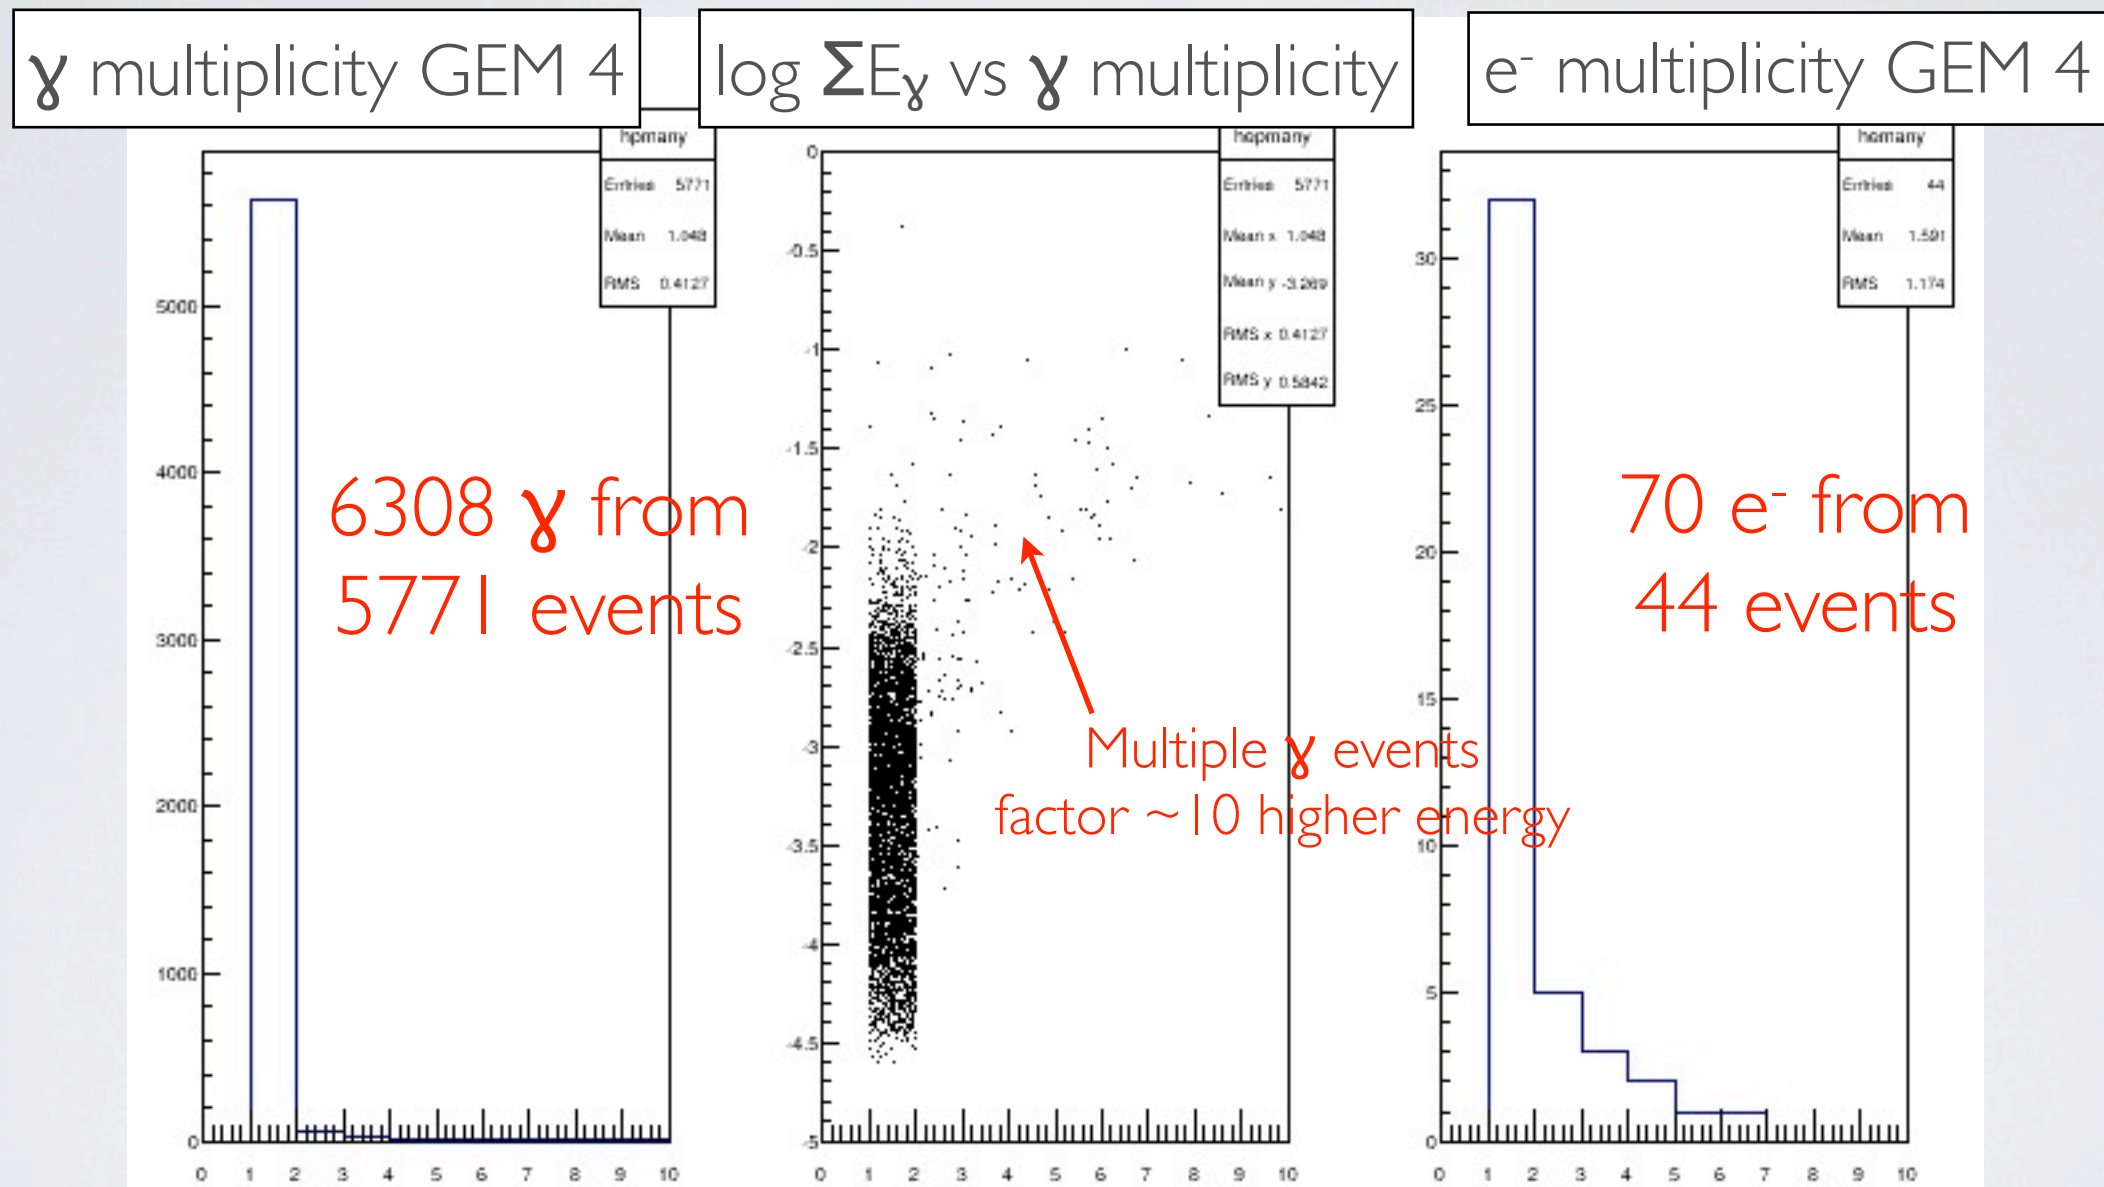 γ multiplicity GEM 4
log ΣEγ vs γ multiplicity
e⁻ multiplicity GEM 4
hpmany
Entries 5771
Mean 1.048
RMS 0.4127
5000
4000
3000
2000
1000
0
0 1 2 3 4 5 6 7 8 9 10
6308 γ from
5771 events
hepmany
Entries 5771
Mean x 1.048
Mean y -3.269
RMS x 0.4127
RMS y 0.5842
0
-0.5
-1
-1.5
-2
-2.5
-3
-3.5
-4
-4.5
-5
0 1 2 3 4 5 6 7 8 9 10
Multiple γ events
factor ~10 higher energy
hemany
Entries 44
Mean 1.591
RMS 1.174
30
25
20
15
10
5
0
0 1 2 3 4 5 6 7 8 9 10
70 e⁻ from
44 events